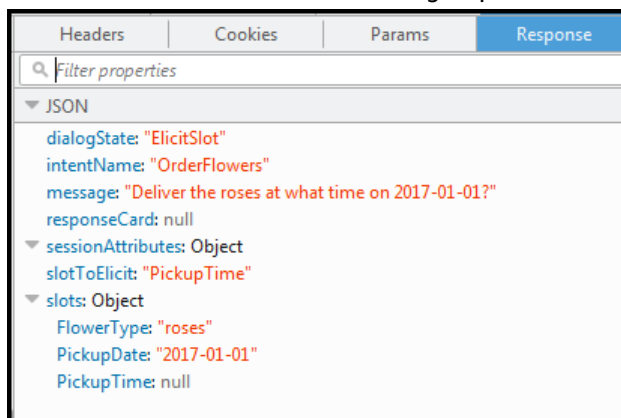 Headers Cookies Params Response
Filter properties
JSON
dialogState: "ElicitSlot"
intentName: "OrderFlowers"
message: "Deliver the roses at what time on 2017-01-01?"
responseCard: null
sessionAttributes: Object
slotToElicit: "PickupTime"
slots: Object
FlowerType: "roses"
PickupDate: "2017-01-01"
PickupTime: null